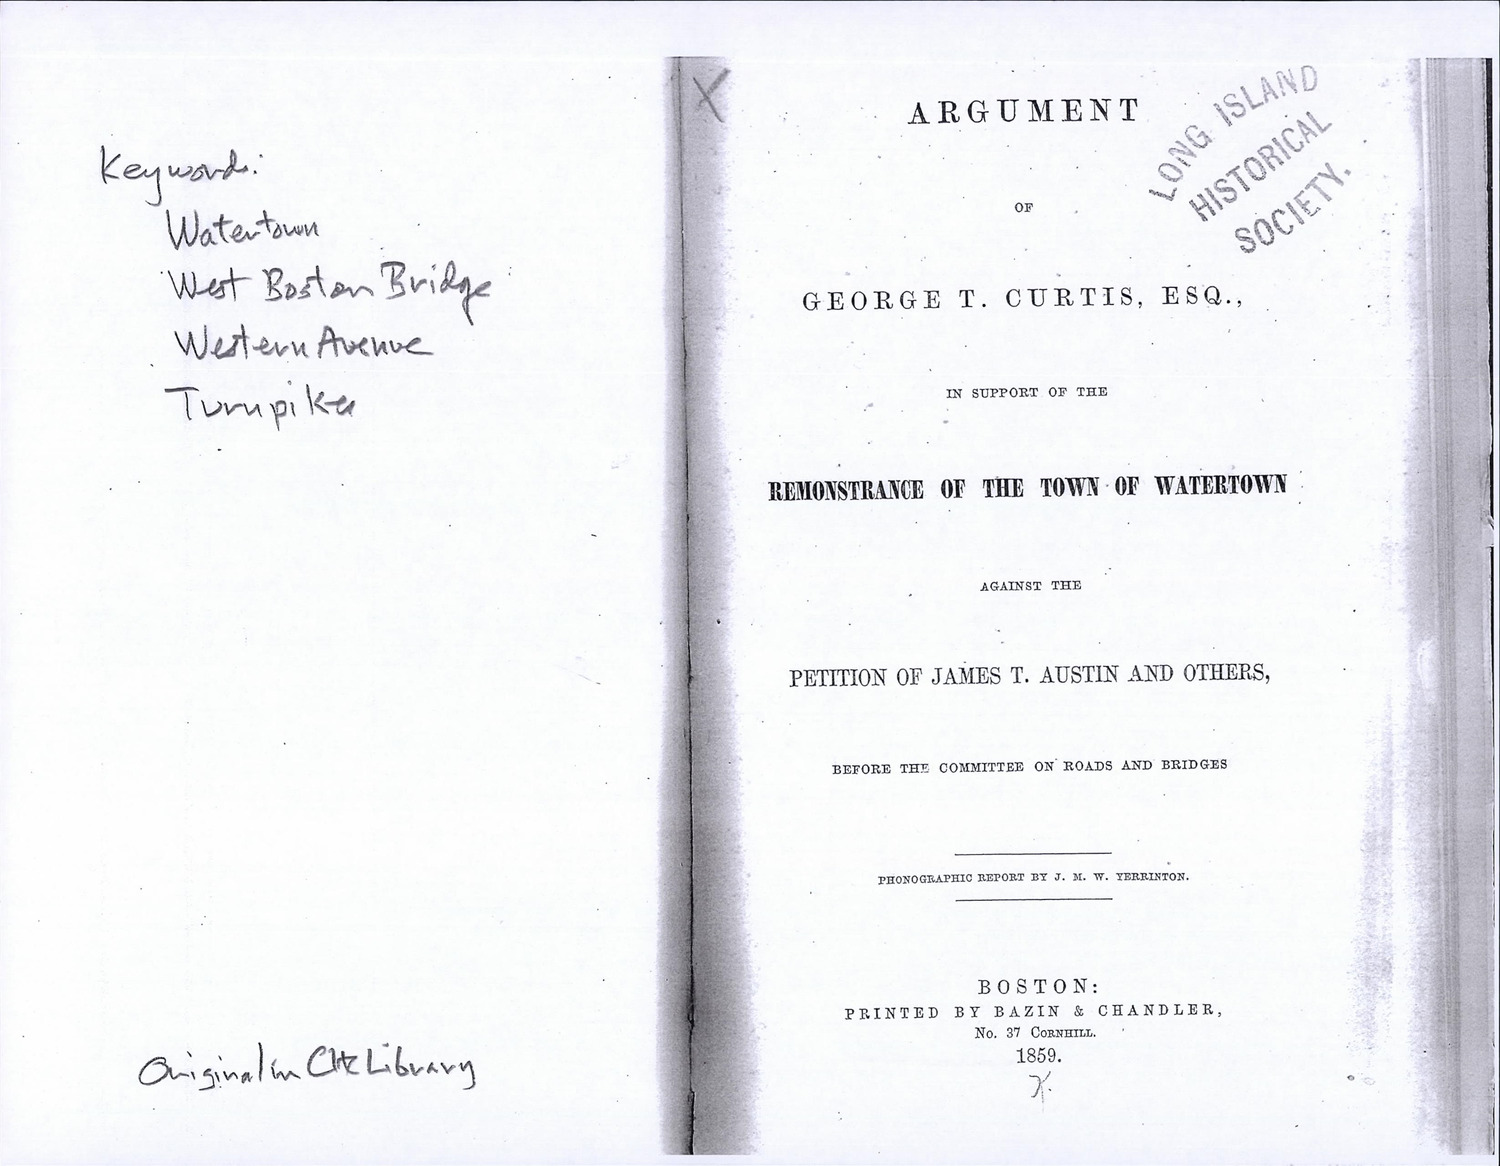 Keywords:
Watertown
West Boston Bridge
Western Avenue
Turnpikes
Original in CHC Library
LONG ISLAND
HISTORICAL
SOCIETY.
ARGUMENT
OF
GEORGE T. CURTIS, ESQ.,
IN SUPPORT OF THE
REMONSTRANCE OF THE TOWN OF WATERTOWN
AGAINST THE
PETITION OF JAMES T. AUSTIN AND OTHERS,
BEFORE THE COMMITTEE ON ROADS AND BRIDGES
PHONOGRAPHIC REPORT BY J. M. W. YERRINTON.
BOSTON:
PRINTED BY BAZIN & CHANDLER,
No. 37 CORNHILL.
1859.